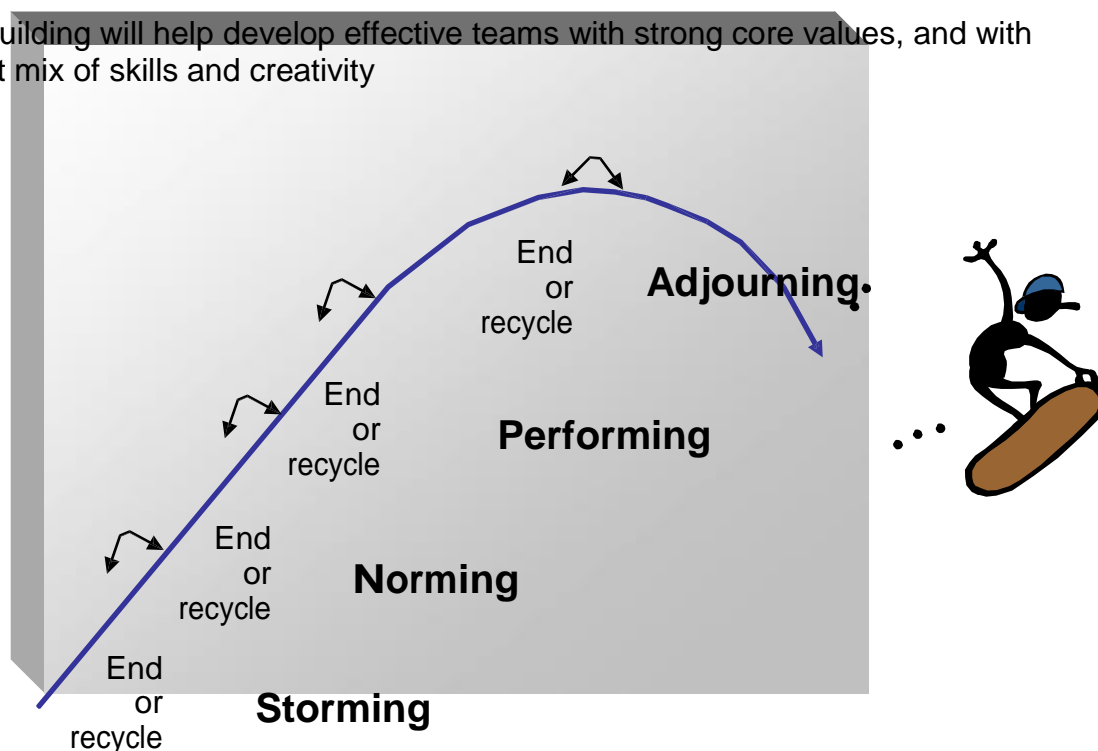 uilding will help develop effective teams with strong core values, and with
t mix of skills and creativity
End
or
recycle
Adjourning
End
or
recycle
Performing
End
or
recycle
Norming
End
or
recycle
Storming